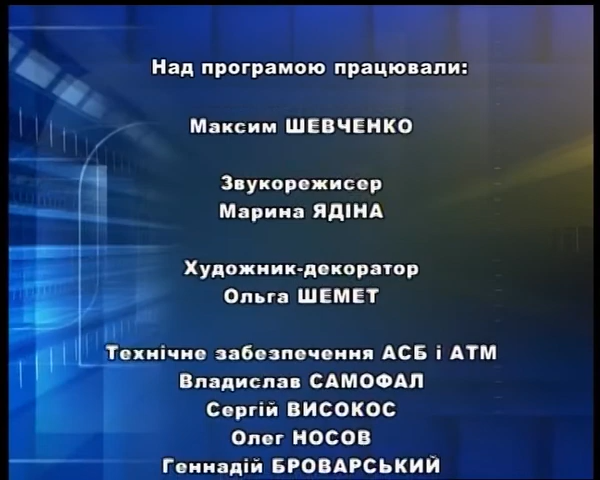 Над програмою працювали:
Максим ШЕВЧЕНКО
Звукорежисер
Марина ЯДІНА
Художник-декоратор
Ольга ШЕМЕТ
Технічне забезпечення АСБ і АТМ
Владислав САМОФАЛ
Сергій ВИСОКОС
Олег НОСОВ
Геннадій БРОВАРСЬКИЙ